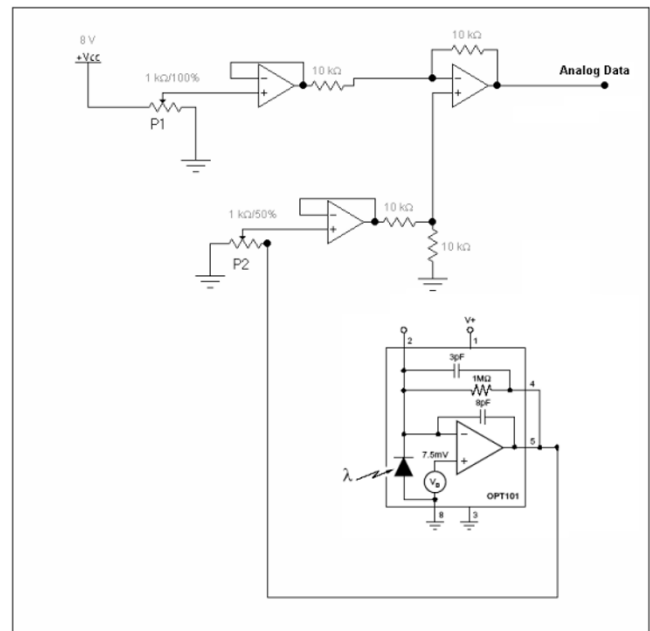 8 V
+Vcc
1 kΩ/100%
P1
10 kΩ
10 kΩ
Analog Data
1 kΩ/50%
P2
10 kΩ
10 kΩ
V+
2
1
3pF
1MΩ
4
8pF
5
7.5mV
λ
VB
OPT101
8
3